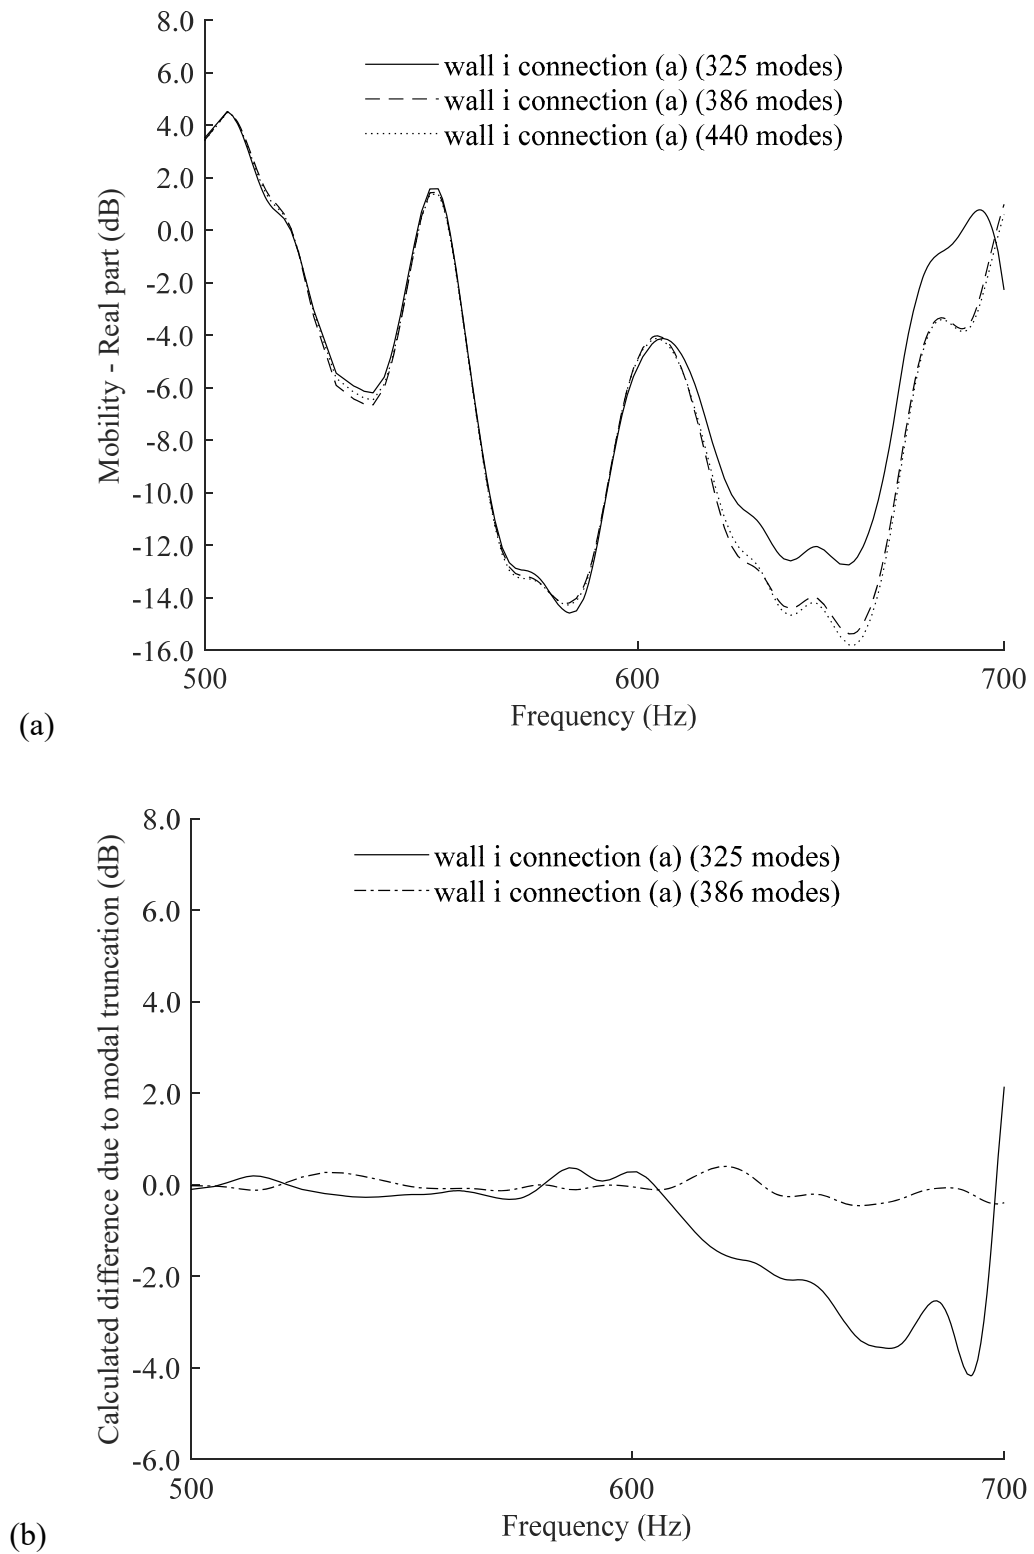 8.0
6.0
4.0
2.0
0.0
-2.0
-4.0
-6.0
-8.0
-10.0
-12.0
-14.0
-16.0
Mobility - Real part (dB)
wall i connection (a) (325 modes)
wall i connection (a) (386 modes)
wall i connection (a) (440 modes)
500
600
700
Frequency (Hz)
(a)
8.0
6.0
4.0
2.0
0.0
-2.0
-4.0
-6.0
Calculated difference due to modal truncation (dB)
wall i connection (a) (325 modes)
wall i connection (a) (386 modes)
500
600
700
Frequency (Hz)
(b)